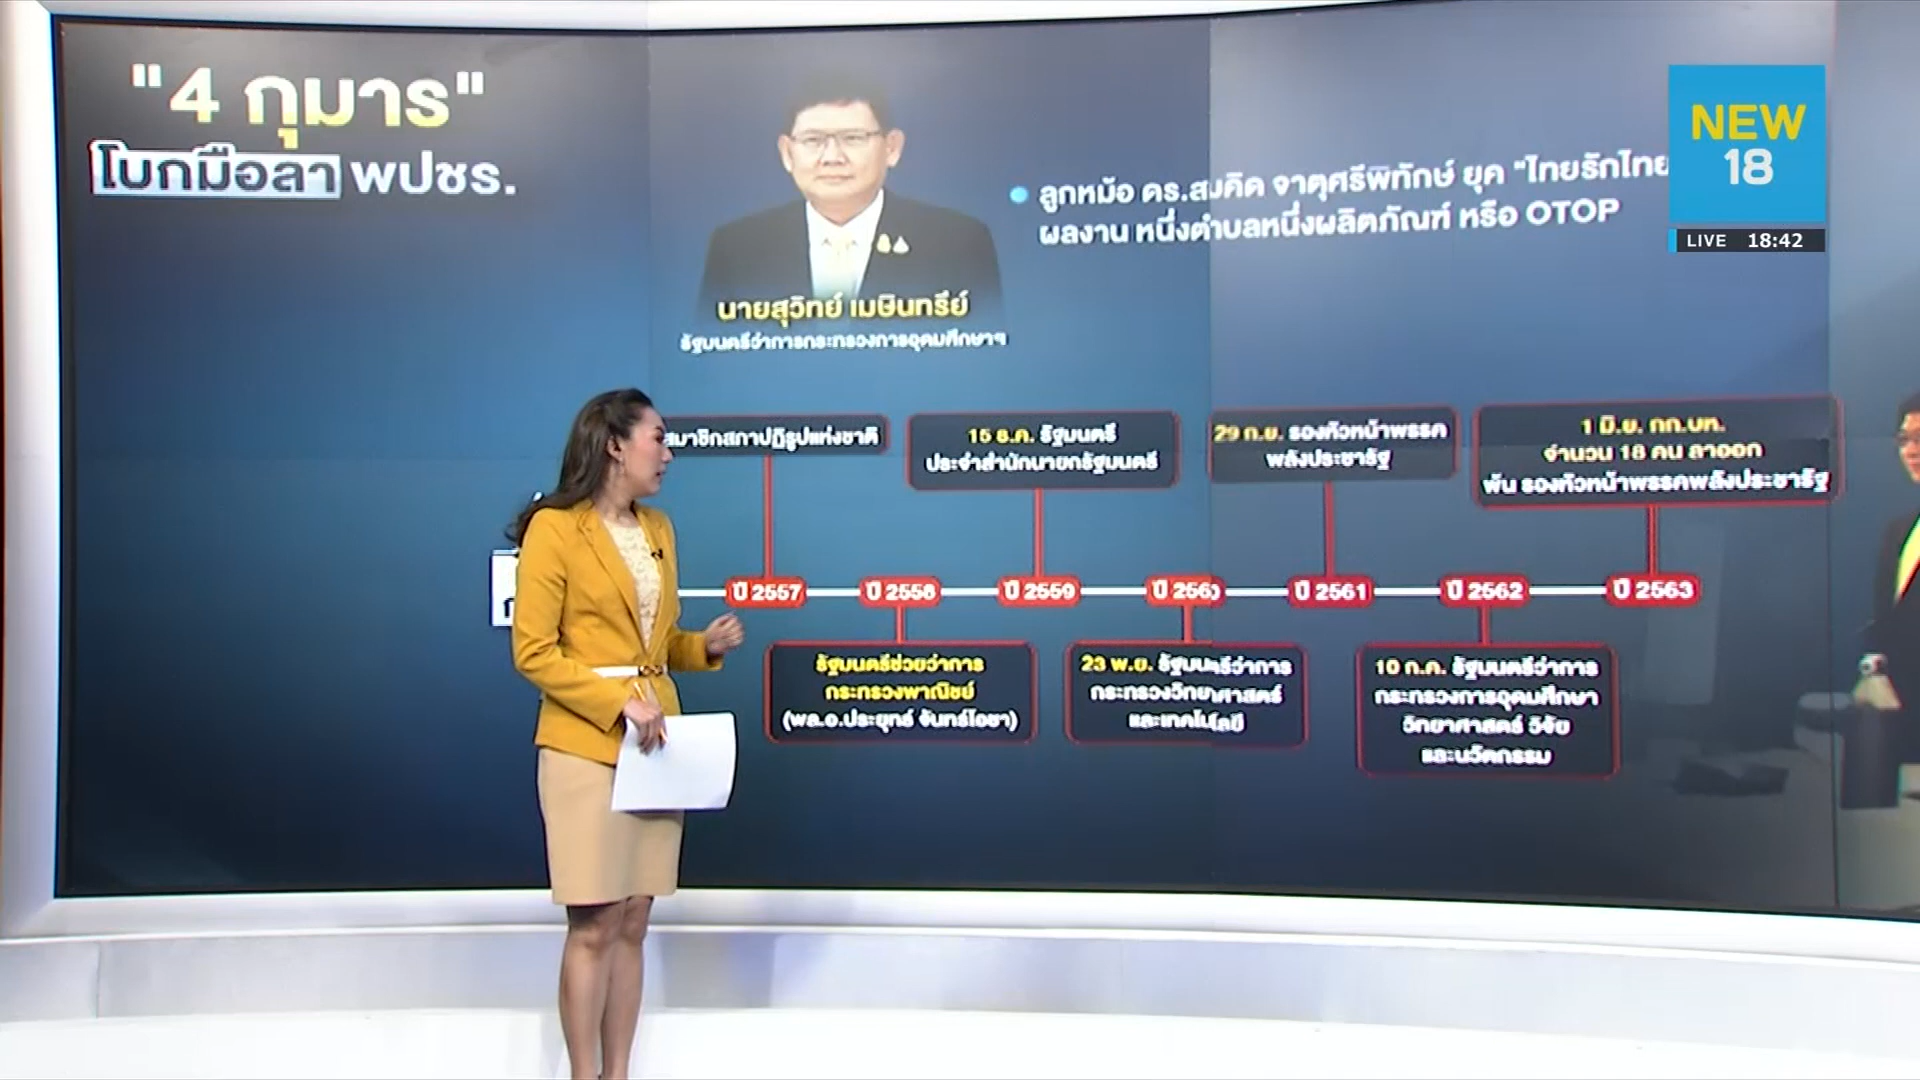 "4 กุมาร"
โบกมือลา พปชร.
NEW
18
LIVE 18:42
ลูกหม้อ ดร.สมคิด จาตุศรีพิทักษ์ ยุค "ไทยรักไทย
ผลงาน หนึ่งตำบลหนึ่งผลิตภัณฑ์ หรือ OTOP
นายสุวิทย์ เมษินทรีย์
รัฐมนตรีว่าการกระทรวงการอุดมศึกษาฯ
สมาชิกสภาปฏิรูปแห่งชาติ
15 ธ.ค. รัฐมนตรี
ประจำสำนักนายกรัฐมนตรี
29 ก.ย. รองหัวหน้าพรรค
พลังประชารัฐ
1 มิ.ย. กก.บห.
จำนวน 18 คน ลาออก
พ้น รองหัวหน้าพรรคพลังประชารัฐ
ปี 2557
ปี 2558
ปี 2559
ปี 2560
ปี 2561
ปี 2562
ปี 2563
รัฐมนตรีช่วยว่าการ
กระทรวงพาณิชย์
(พล.อ.ประยุทธ์ จันทร์โอชา)
23 พ.ย. รัฐมนตรีว่าการ
กระทรวงวิทยาศาสตร์
และเทคโนโลยี
10 ก.ค. รัฐมนตรีว่าการ
กระทรวงการอุดมศึกษา
วิทยาศาสตร์ วิจัย
และนวัตกรรม